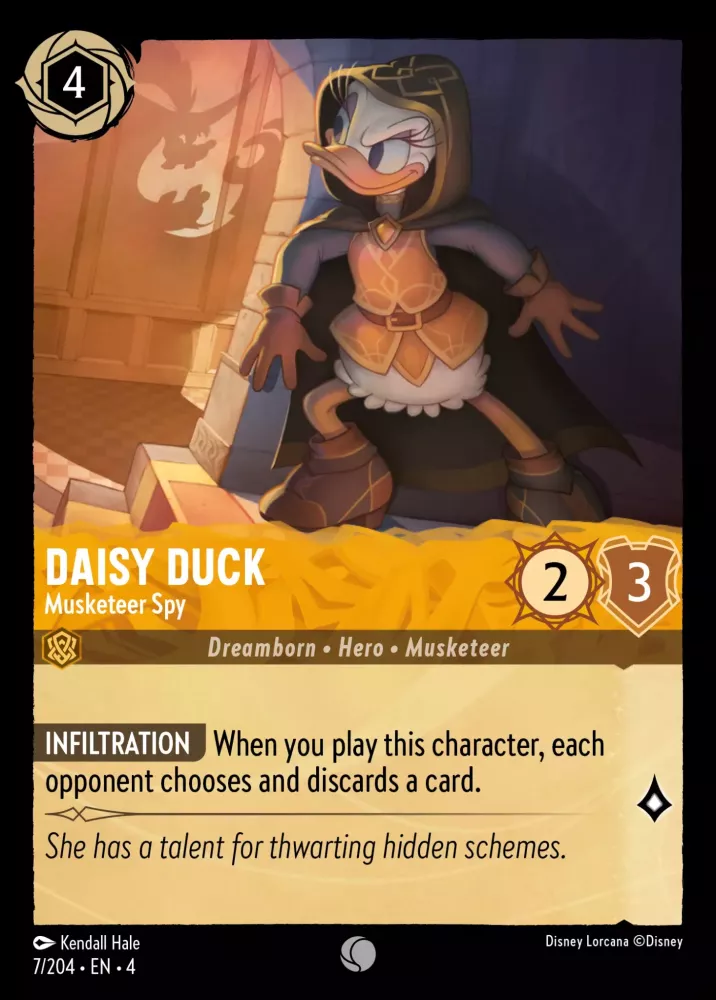 4
DAISY DUCK
Musketeer Spy
2
3
Dreamborn • Hero • Musketeer
INFILTRATION When you play this character, each
opponent chooses and discards a card.
She has a talent for thwarting hidden schemes.
Kendall Hale
Disney Lorcana ©Disney
7/204 • EN • 4